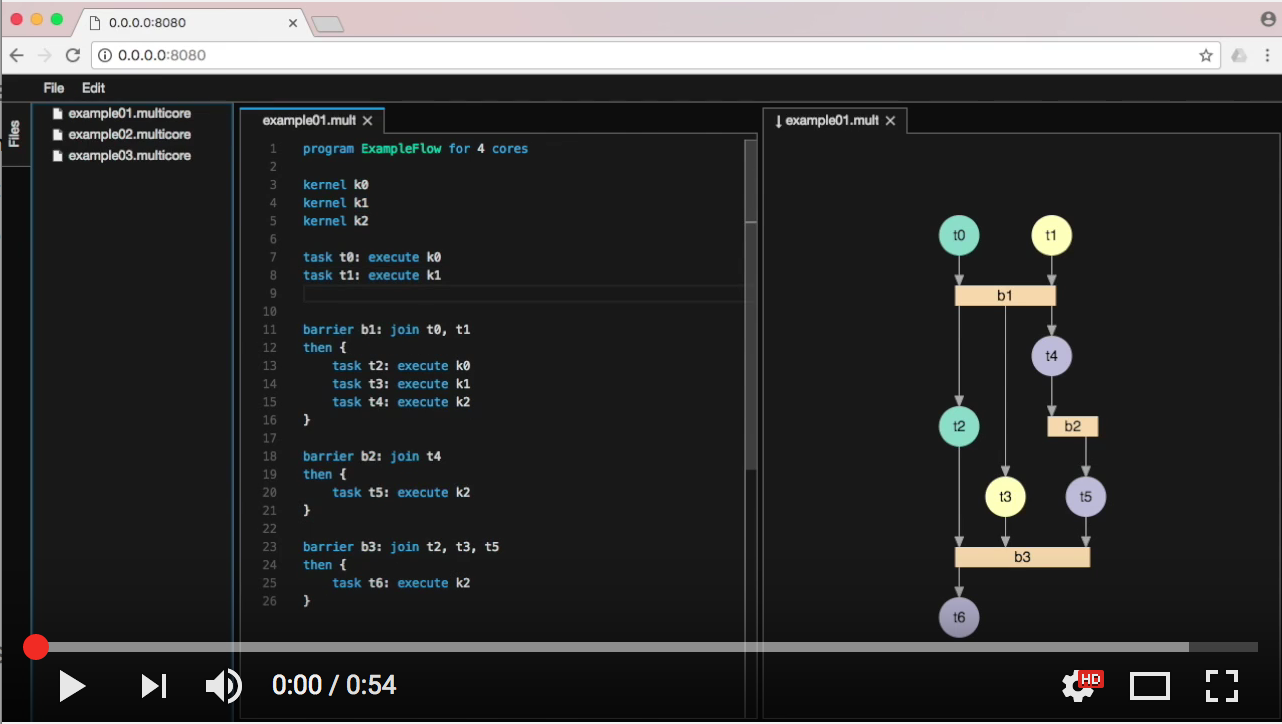 0.0.0.0:8080
0.0.0.0:8080
File Edit
Files
example01.multicore
example02.multicore
example03.multicore
example01.mult
1 program ExampleFlow for 4 cores
2
3 kernel k0
4 kernel k1
5 kernel k2
6
7 task t0: execute k0
8 task t1: execute k1
9
10
11 barrier b1: join t0, t1
12 then {
13 task t2: execute k0
14 task t3: execute k1
15 task t4: execute k2
16 }
17
18 barrier b2: join t4
19 then {
20 task t5: execute k2
21 }
22
23 barrier b3: join t2, t3, t5
24 then {
25 task t6: execute k2
26 }
example01.mult
t0 t1
b1
t4
t2 b2
t3 t5
b3
t6
0:00 / 0:54
HD